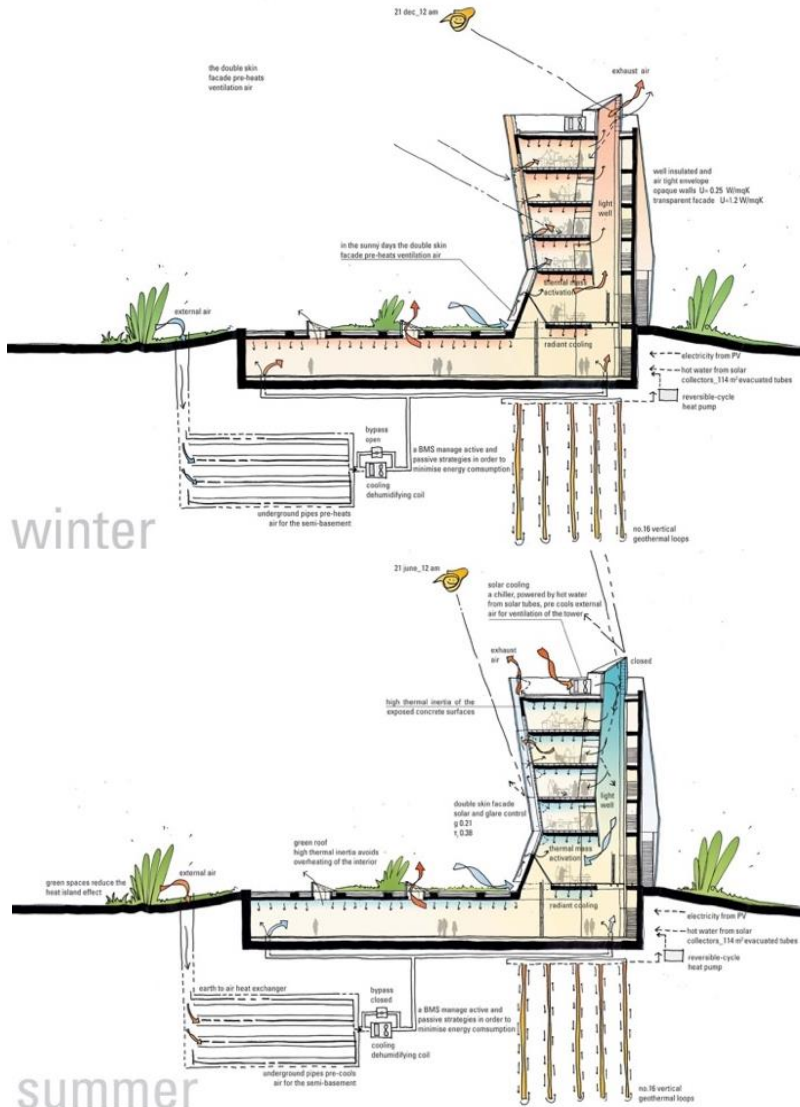 21 dec_12 am
the double skin
facade pre-heats
ventilation air
exhaust air
well insulated and
air tight envelope
opaque walls U= 0.25 W/mqK
transparent facade U=1.2 W/mqK
light
well
in the sunny days the double skin
facade pre-heats ventilation air
thermal mass
activation
external air
radiant cooling
electricity from PV
hot water from solar
collectors_114 m² evacuated tubes
reversible-cycle
heat pump
bypass
open
a BMS manage active and
passive strategies in order to
minimise energy comsumption
cooling
dehumidifying coil
underground pipes pre-heats
air for the semi-basement
no.16 vertical
geothermal loops
winter
21 june_12 am
solar cooling
a chiller, powered by hot water
from solar tubes, pre cools external
air for ventilation of the tower
exhaust
air
closed
high thermal inertia of the
exposed concrete surfaces
light
well
double skin facade
solar and glare control
g 0.21
τ, 0.38
green roof
high thermal inertia avoids
overheating of the interior
thermal mass
activation
green spaces reduce the
heat island effect
external air
radiant cooling
electricity from PV
hot water from solar
collectors_114 m² evacuated tubes
reversible-cycle
heat pump
earth to air heat exchanger
bypass
closed
a BMS manage active and
passive strategies in order to
minimise energy comsumption
cooling
dehumidifying coil
underground pipes pre-cools
air for the semi-basement
no.16 vertical
geothermal loops
summer